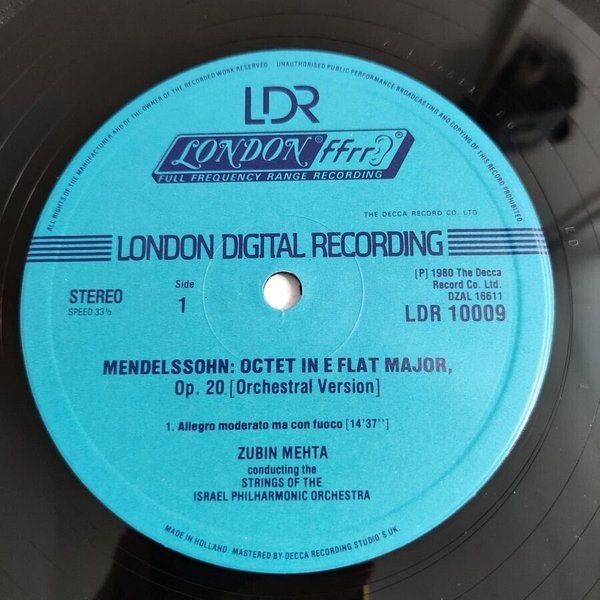 ALL RIGHTS OF THE MANUFACTURER AND OF THE OWNER OF THE RECORDED WORK RESERVED. UNAUTHORISED PUBLIC PERFORMANCE BROADCASTING AND COPYING OF THIS RECORD PROHIBITED.
LDR
LONDON® ffrr®
FULL FREQUENCY RANGE RECORDING
THE DECCA RECORD CO. LTD
LONDON DIGITAL RECORDING
STEREO
SPEED 33⅓
Side
1
[P] 1980 The Decca
Record Co. Ltd.
DZAL 16611
LDR 10009
MENDELSSOHN: OCTET IN E FLAT MAJOR,
Op. 20 [Orchestral Version]
1. Allegro moderato ma con fuoco [14'37'']
ZUBIN MEHTA
conducting the
STRINGS OF THE
ISRAEL PHILHARMONIC ORCHESTRA
MADE IN HOLLAND. MASTERED BY DECCA RECORDING STUDIO'S UK.